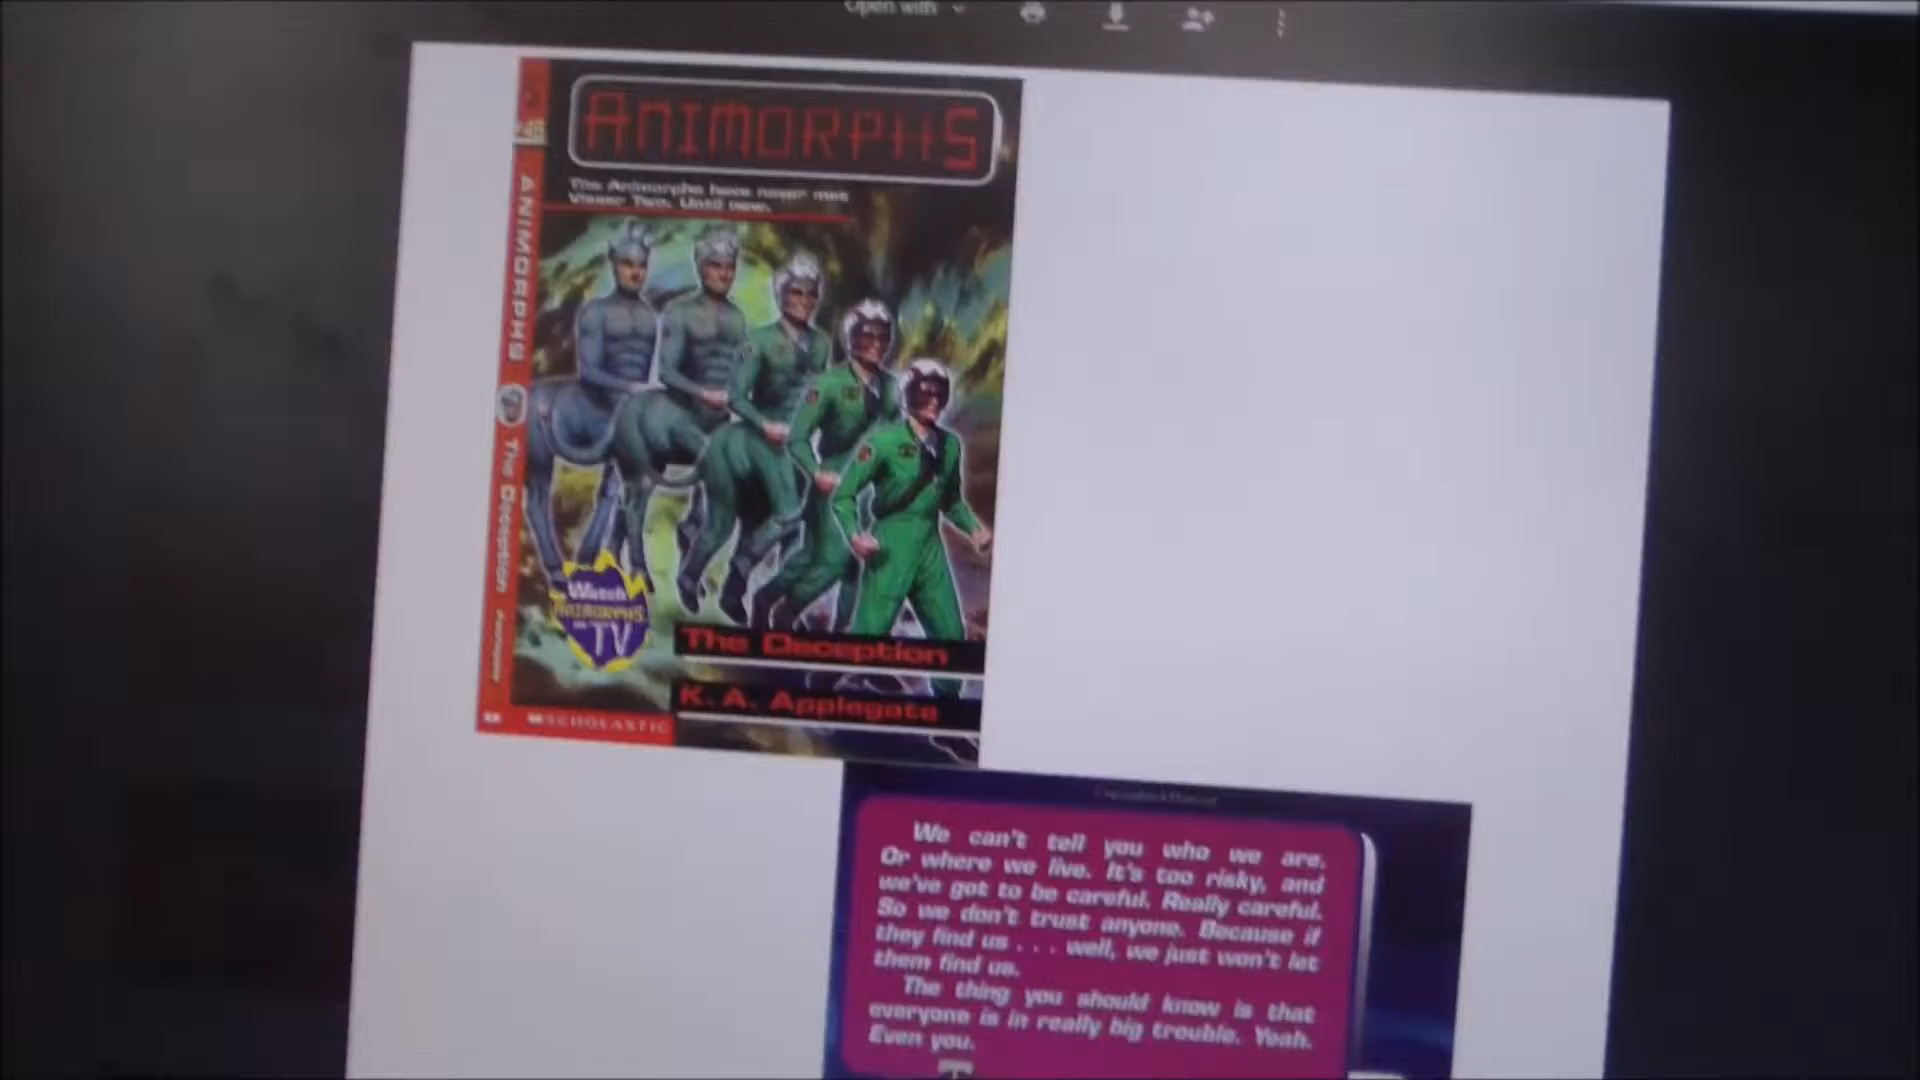 Open with
ANIMORPHS
The Animorphs have never met
Visser Two. Until now.
#46
ANIMORPHS
The Deception
Applegate
Watch
ANIMORPHS
ON
TV
The Deception
K. A. Applegate
SCHOLASTIC
We can't tell you who we are.
Or where we live. It's too risky, and
we've got to be careful. Really careful.
So we don't trust anyone. Because if
they find us . . . well, we just won't let
them find us.
The thing you should know is that
everyone is in really big trouble. Yeah.
Even you.